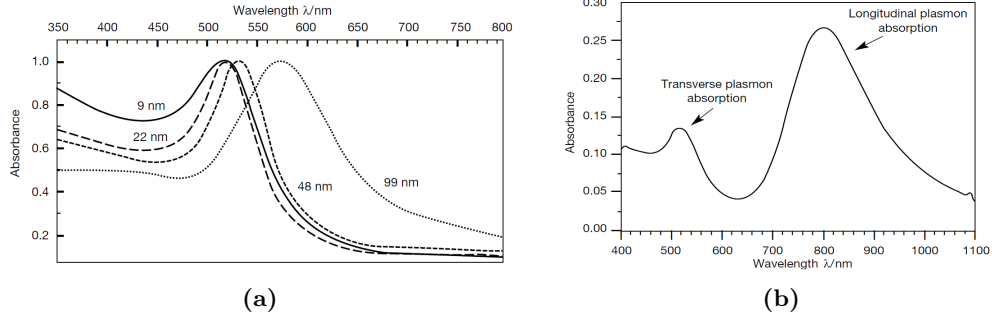 Wavelength λ/nm
350 400 450 500 550 600 650 700 750 800
1.0
0.8
0.6
0.4
0.2
Absorbance
9 nm
22 nm
48 nm
99 nm
(a)
0.30
0.25
0.30
0.15
0.10
0.05
0.00
Absorbance
Longitudinal plasmon
absorption
Transverse plasmon
absorption
400 500 600 700 800 900 1000 1100
Wavelength λ/nm
(b)